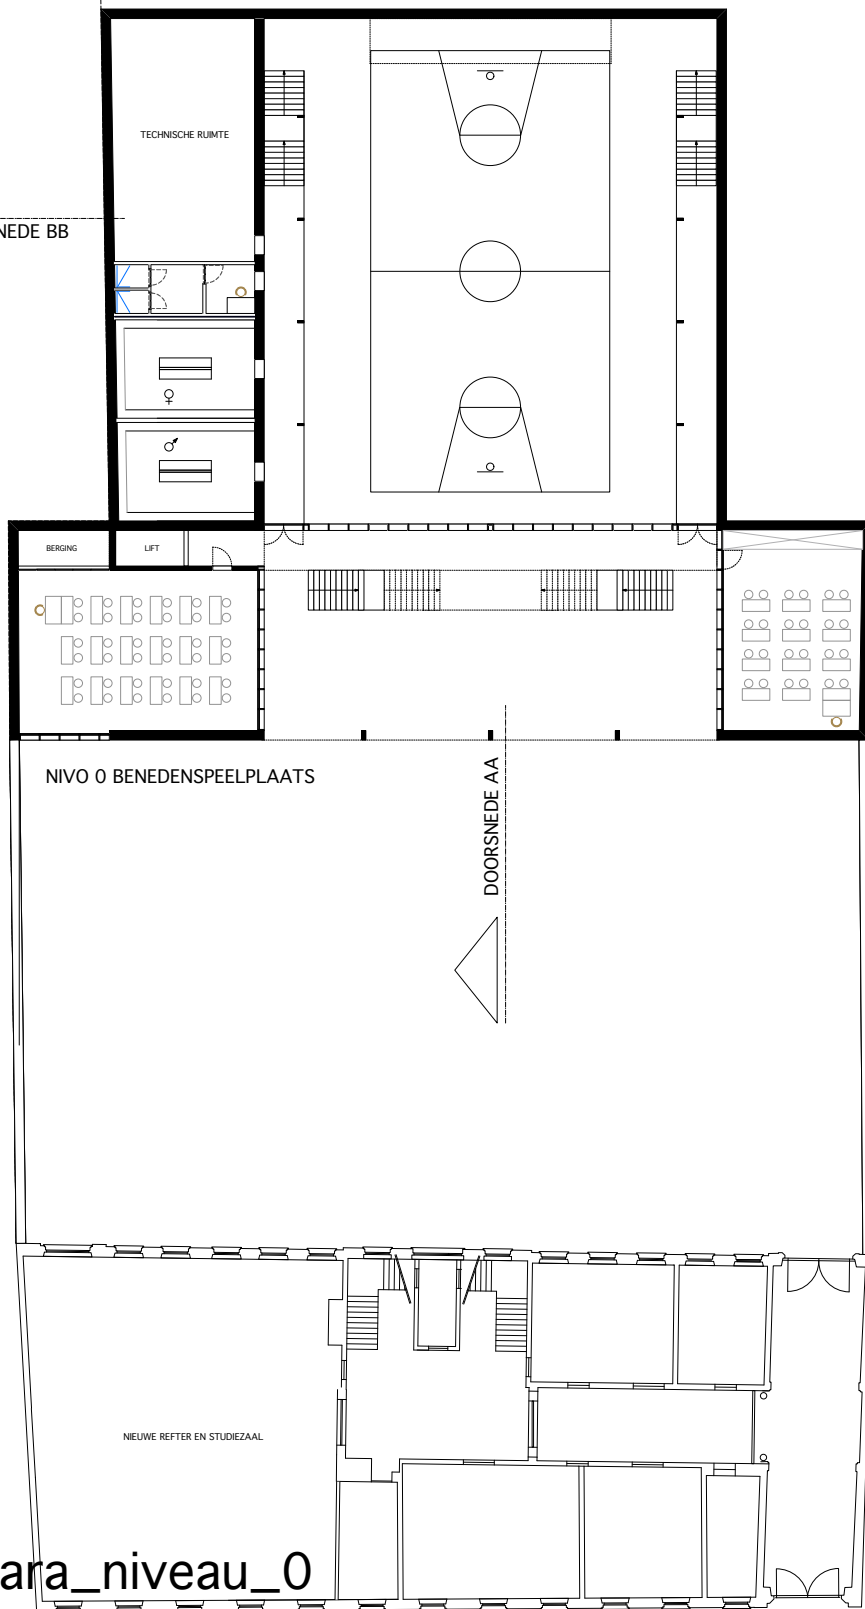 TECHNISCHE RUIMTE
NEDE BB
BERGING
LIFT
NIVO 0 BENEDENSPEELPLAATS
DOORSNEDE AA
NIEUWE REFTER EN STUDIEZAAL
ara_niveau_0